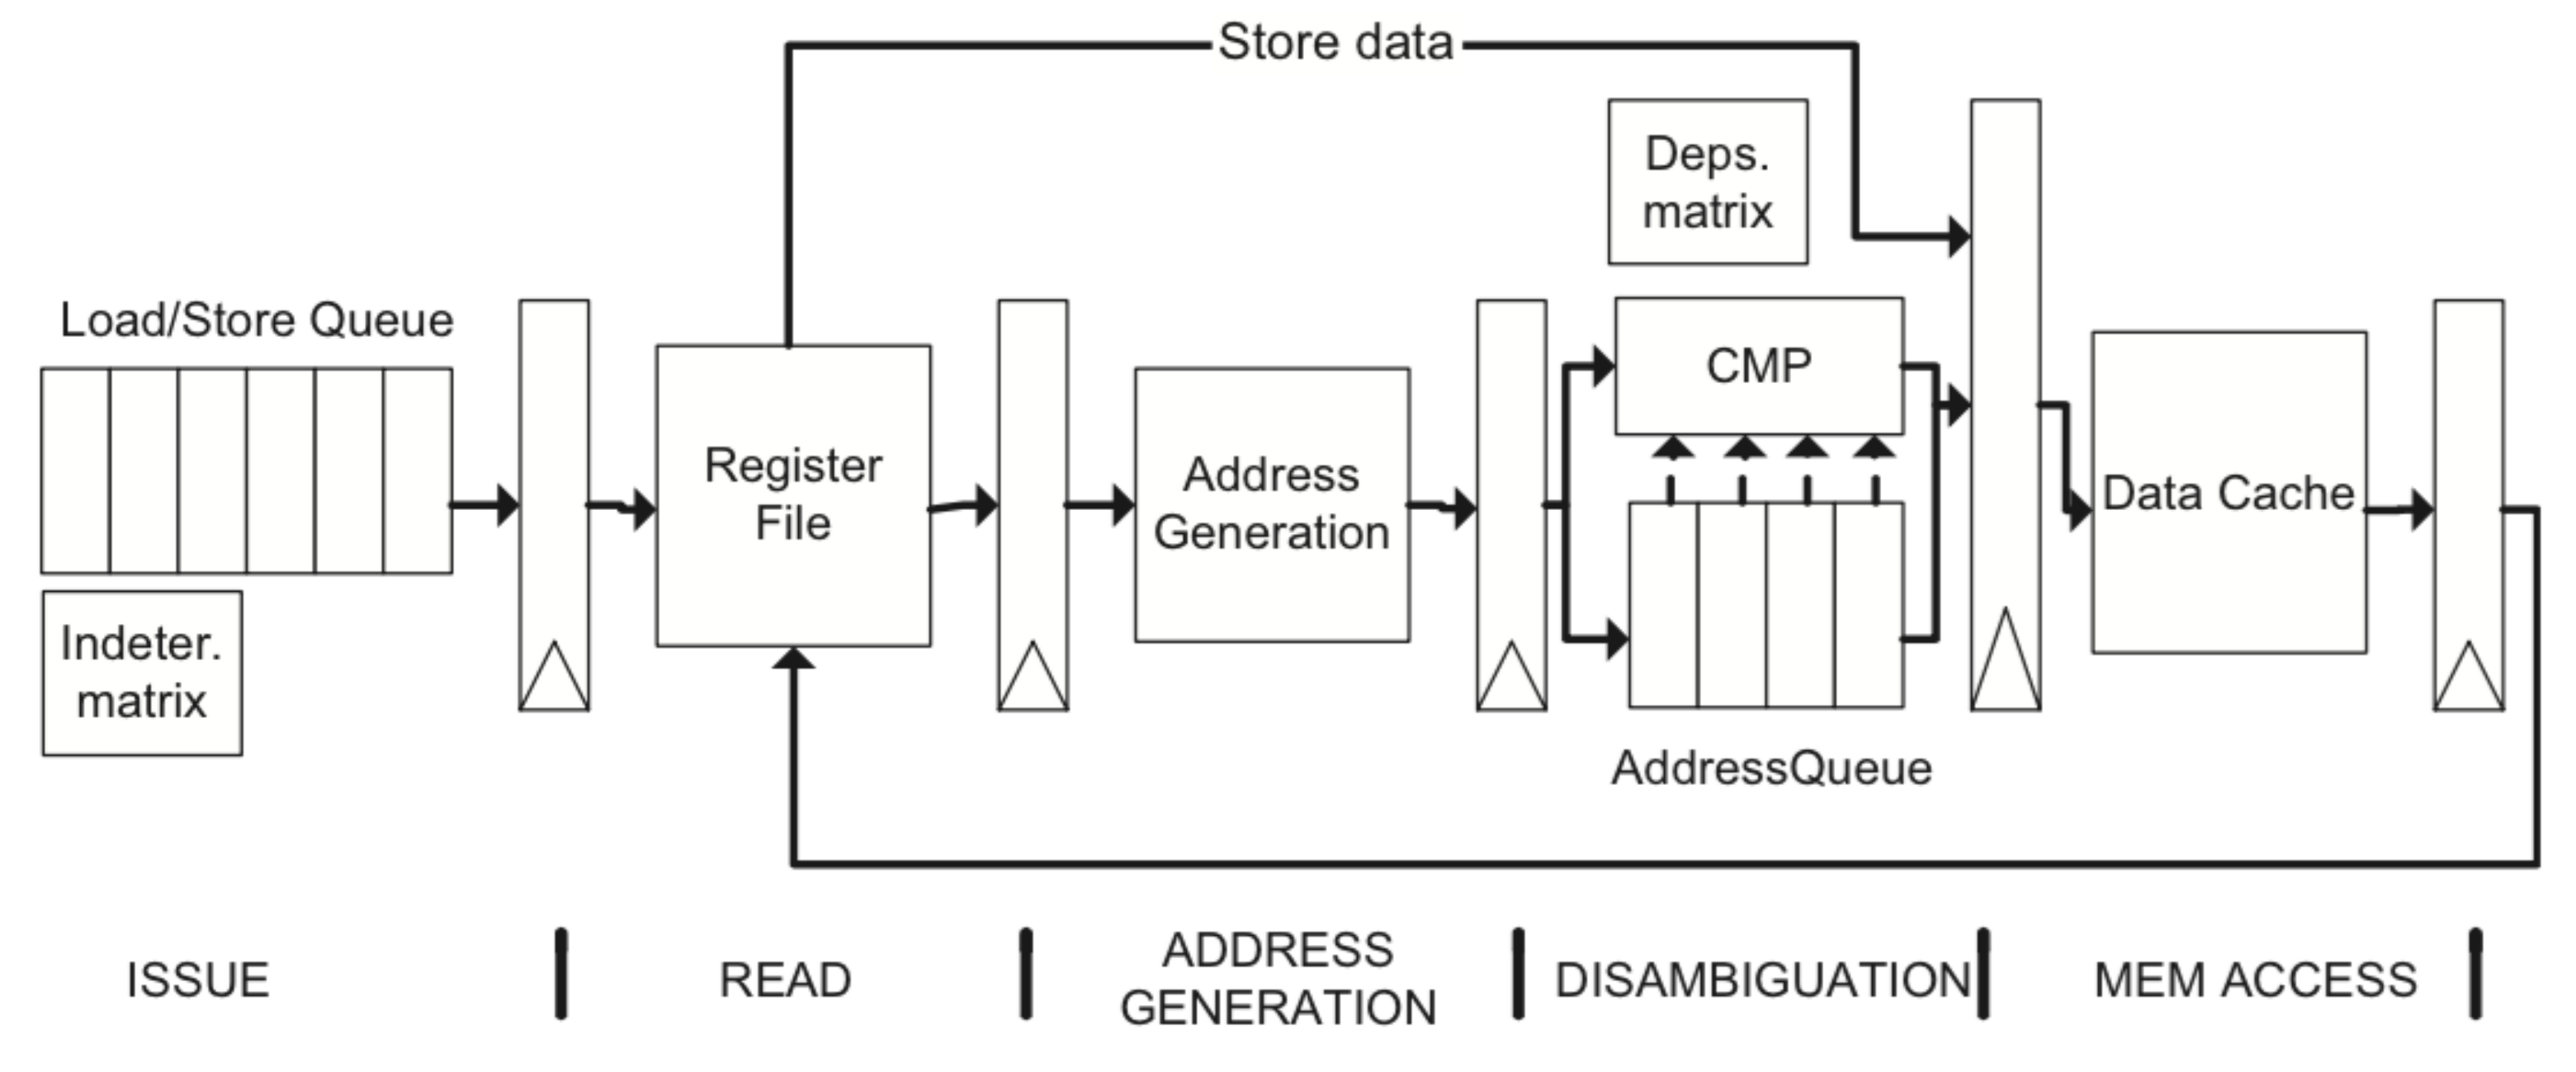 Store data
Deps.
matrix
Load/Store Queue
CMP
Register
File
Address
Generation
Data Cache
Indeter.
matrix
AddressQueue
ISSUE
READ
ADDRESS
GENERATION
DISAMBIGUATION
MEM ACCESS